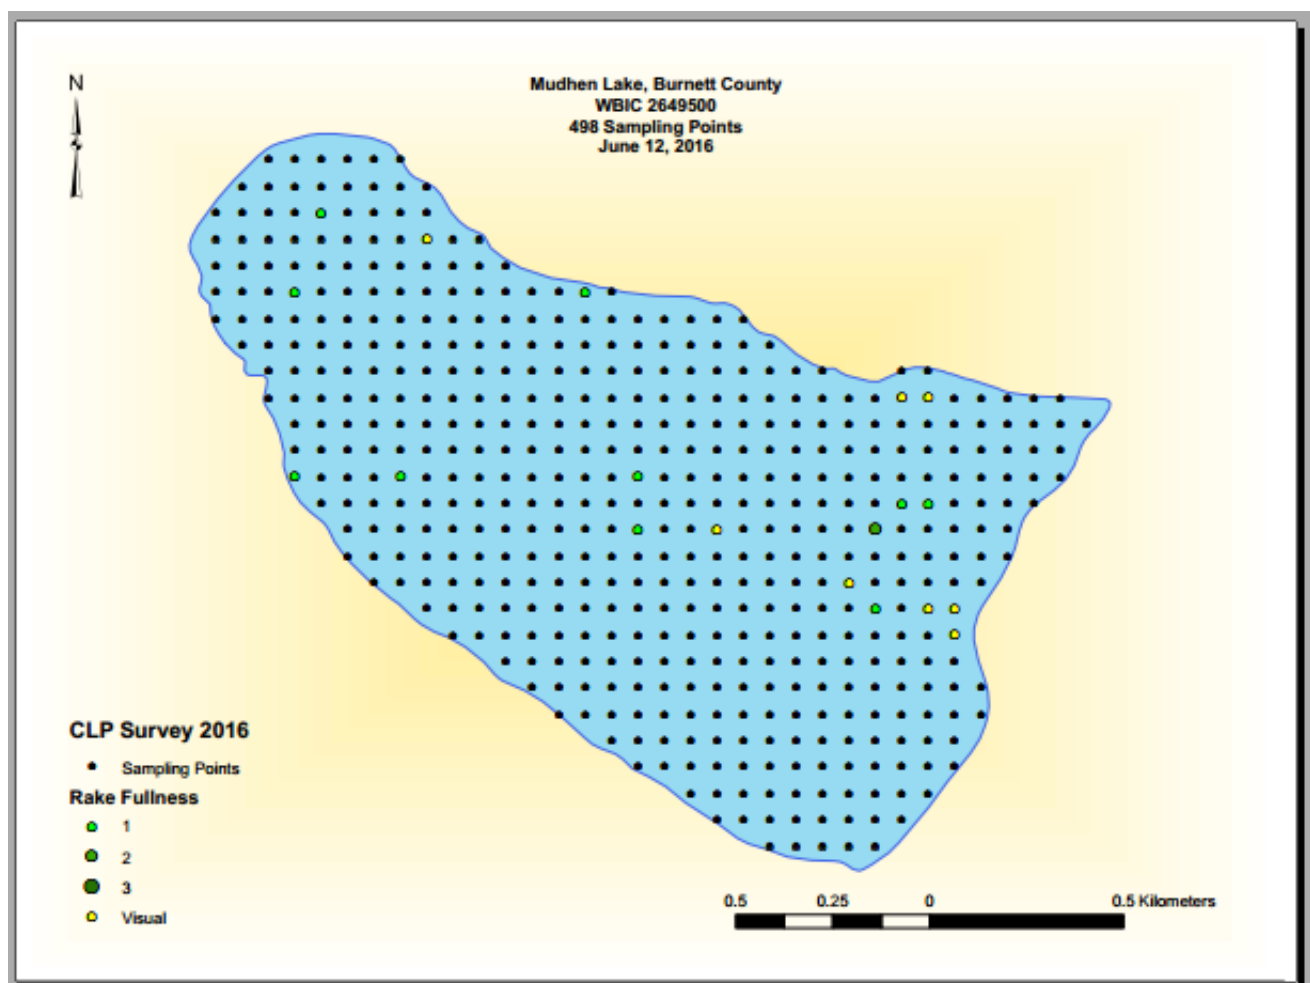 N
Mudhen Lake, Burnett County
WBIC 2649500
498 Sampling Points
June 12, 2016
CLP Survey 2016
Sampling Points
Rake Fullness
1
2
3
Visual
0.5 0.25 0 0.5 Kilometers